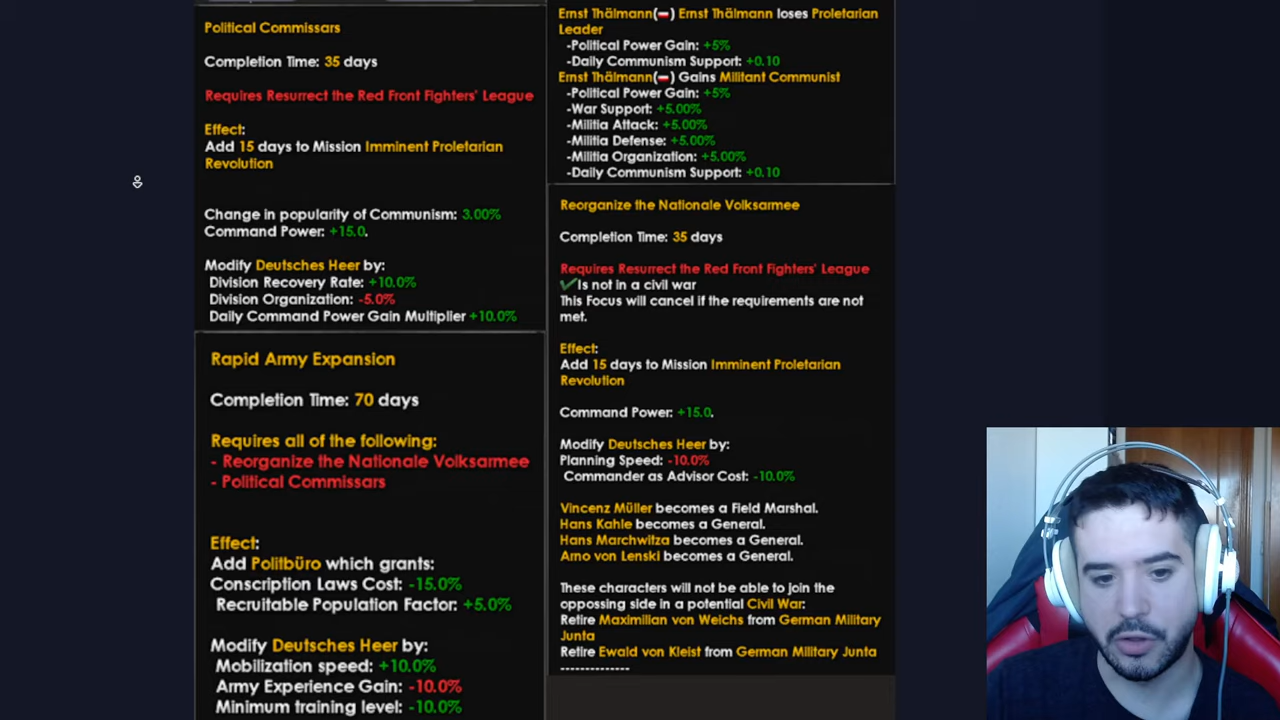 Political Commissars
Completion Time: 35 days
Requires Resurrect the Red Front Fighters' League
Effect:
Add 15 days to Mission Imminent Proletarian
Revolution
Change in popularity of Communism: 3.00%
Command Power: +15.0.
Modify Deutsches Heer by:
Division Recovery Rate: +10.0%
Division Organization: -5.0%
Daily Command Power Gain Multiplier +10.0%
Rapid Army Expansion
Completion Time: 70 days
Requires all of the following:
- Reorganize the Nationale Volksarmee
- Political Commissars
Effect:
Add Politbüro which grants:
Conscription Laws Cost: -15.0%
Recruitable Population Factor: +5.0%
Modify Deutsches Heer by:
Mobilization speed: +10.0%
Army Experience Gain: -10.0%
Minimum training level: -10.0%
Ernst Thälmann( ) Ernst Thälmann loses Proletarian
Leader
-Political Power Gain: +5%
-Daily Communism Support: +0.10
Ernst Thälmann( ) Gains Militant Communist
-Political Power Gain: +5%
-War Support: +5.00%
-Militia Attack: +5.00%
-Militia Defense: +5.00%
-Militia Organization: +5.00%
-Daily Communism Support: +0.10
Reorganize the Nationale Volksarmee
Completion Time: 35 days
Requires Resurrect the Red Front Fighters' League
Is not in a civil war
This Focus will cancel if the requirements are not
met.
Effect:
Add 15 days to Mission Imminent Proletarian
Revolution
Command Power: +15.0.
Modify Deutsches Heer by:
Planning Speed: -10.0%
Commander as Advisor Cost: -10.0%
Vincenz Müller becomes a Field Marshal.
Hans Kahle becomes a General.
Hans Marchwitza becomes a General.
Arno von Lenski becomes a General.
These characters will not be able to join the
oppossing side in a potential Civil War:
Retire Maximilian von Weichs from German Military
Junta
Retire Ewald von Kleist from German Military Junta
--------------